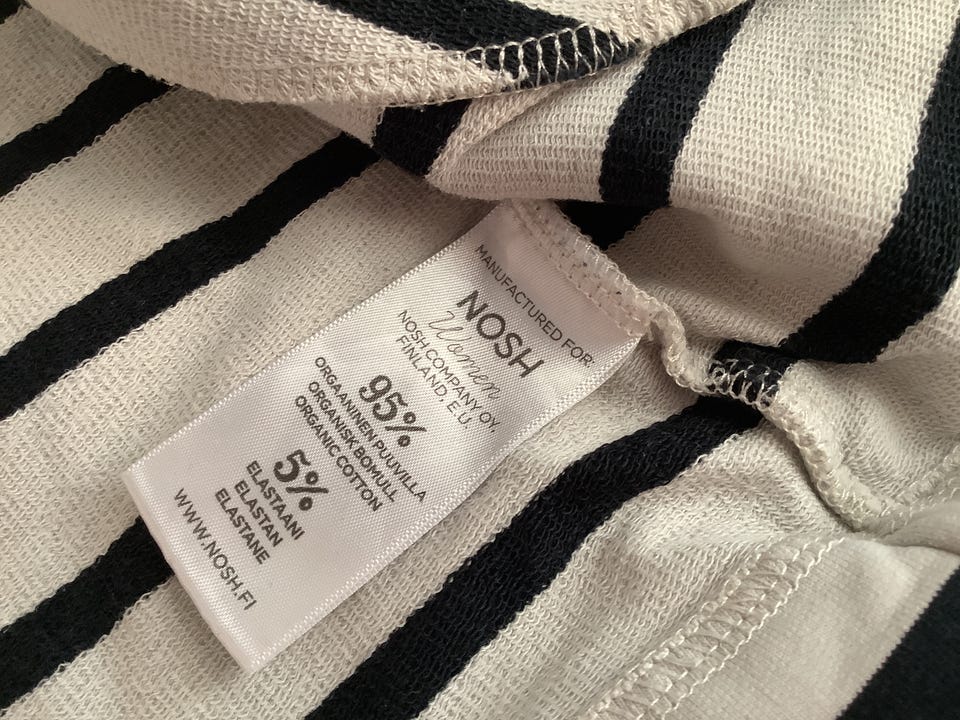 MANUFACTURED FOR:
NOSH
Women
NOSH COMPANY OY,
FINLAND, E.U.
95%
ORGAANINEN PUUVILLA
ORGANISK BOMULL
ORGANIC COTTON
5%
ELASTAANI
ELASTAN
ELASTANE
WWW.NOSH.FI